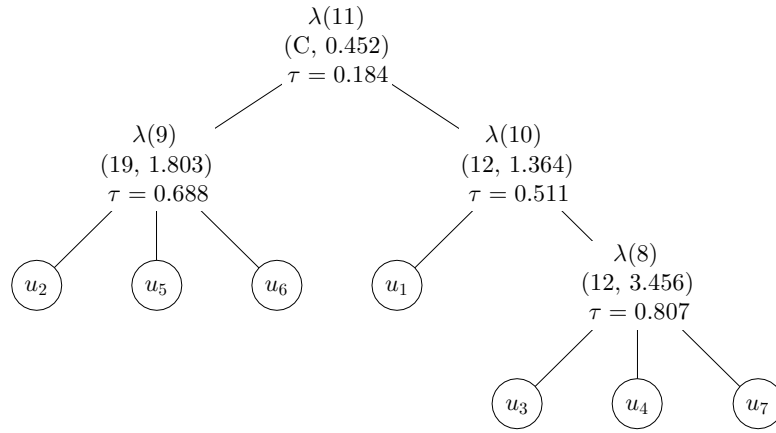 λ(11)
(C, 0.452)
τ = 0.184
λ(9)
(19, 1.803)
τ = 0.688
λ(10)
(12, 1.364)
τ = 0.511
u₂
u₅
u₆
u₁
λ(8)
(12, 3.456)
τ = 0.807
u₃
u₄
u₇